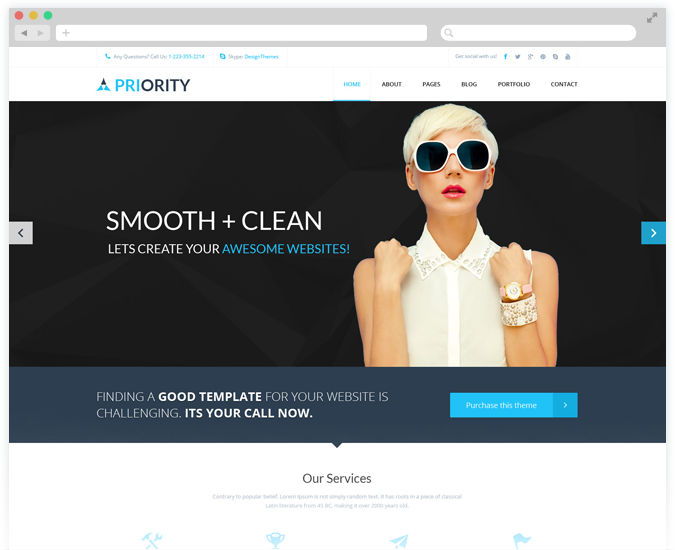 Any Questions? Call Us: 1-223-355-2214
Skype: DesignThemes
Get social with us!
PRIORITY
HOME ABOUT PAGES BLOG PORTFOLIO CONTACT
SMOOTH + CLEAN
LETS CREATE YOUR AWESOME WEBSITES!
FINDING A GOOD TEMPLATE FOR YOUR WEBSITE IS
CHALLENGING. ITS YOUR CALL NOW.
Purchase this theme
Our Services
Contrary to popular belief, Lorem Ipsum is not simply random text. It has roots in a piece of classical
Latin literature from 45 BC, making it over 2000 years old.